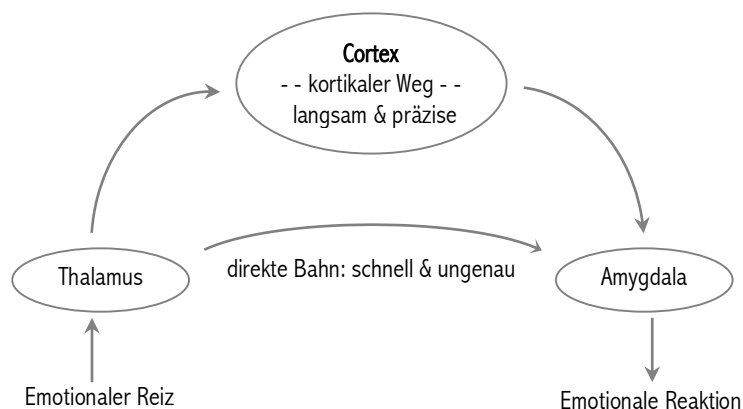 Cortex
- - kortikaler Weg - -
langsam & präzise
Thalamus
direkte Bahn: schnell & ungenau
Amygdala
Emotionaler Reiz
Emotionale Reaktion